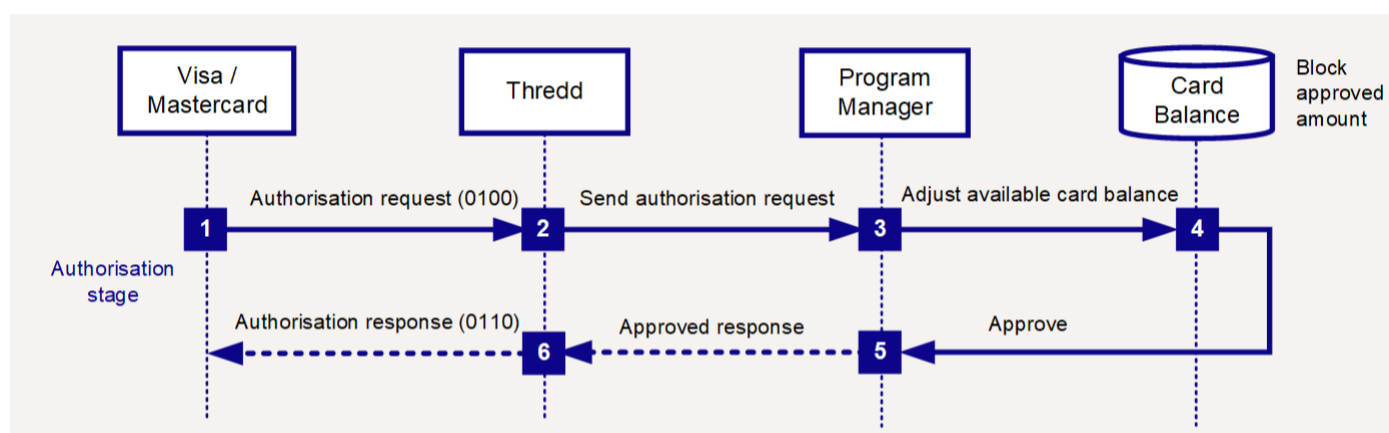 Visa /
Mastercard
Thredd
Program
Manager
Card
Balance
Block
approved
amount
Authorisation request (0100)
Send authorisation request
Adjust available card balance
1
2
3
4
Authorisation
stage
Authorisation response (0110)
Approved response
Approve
6
5